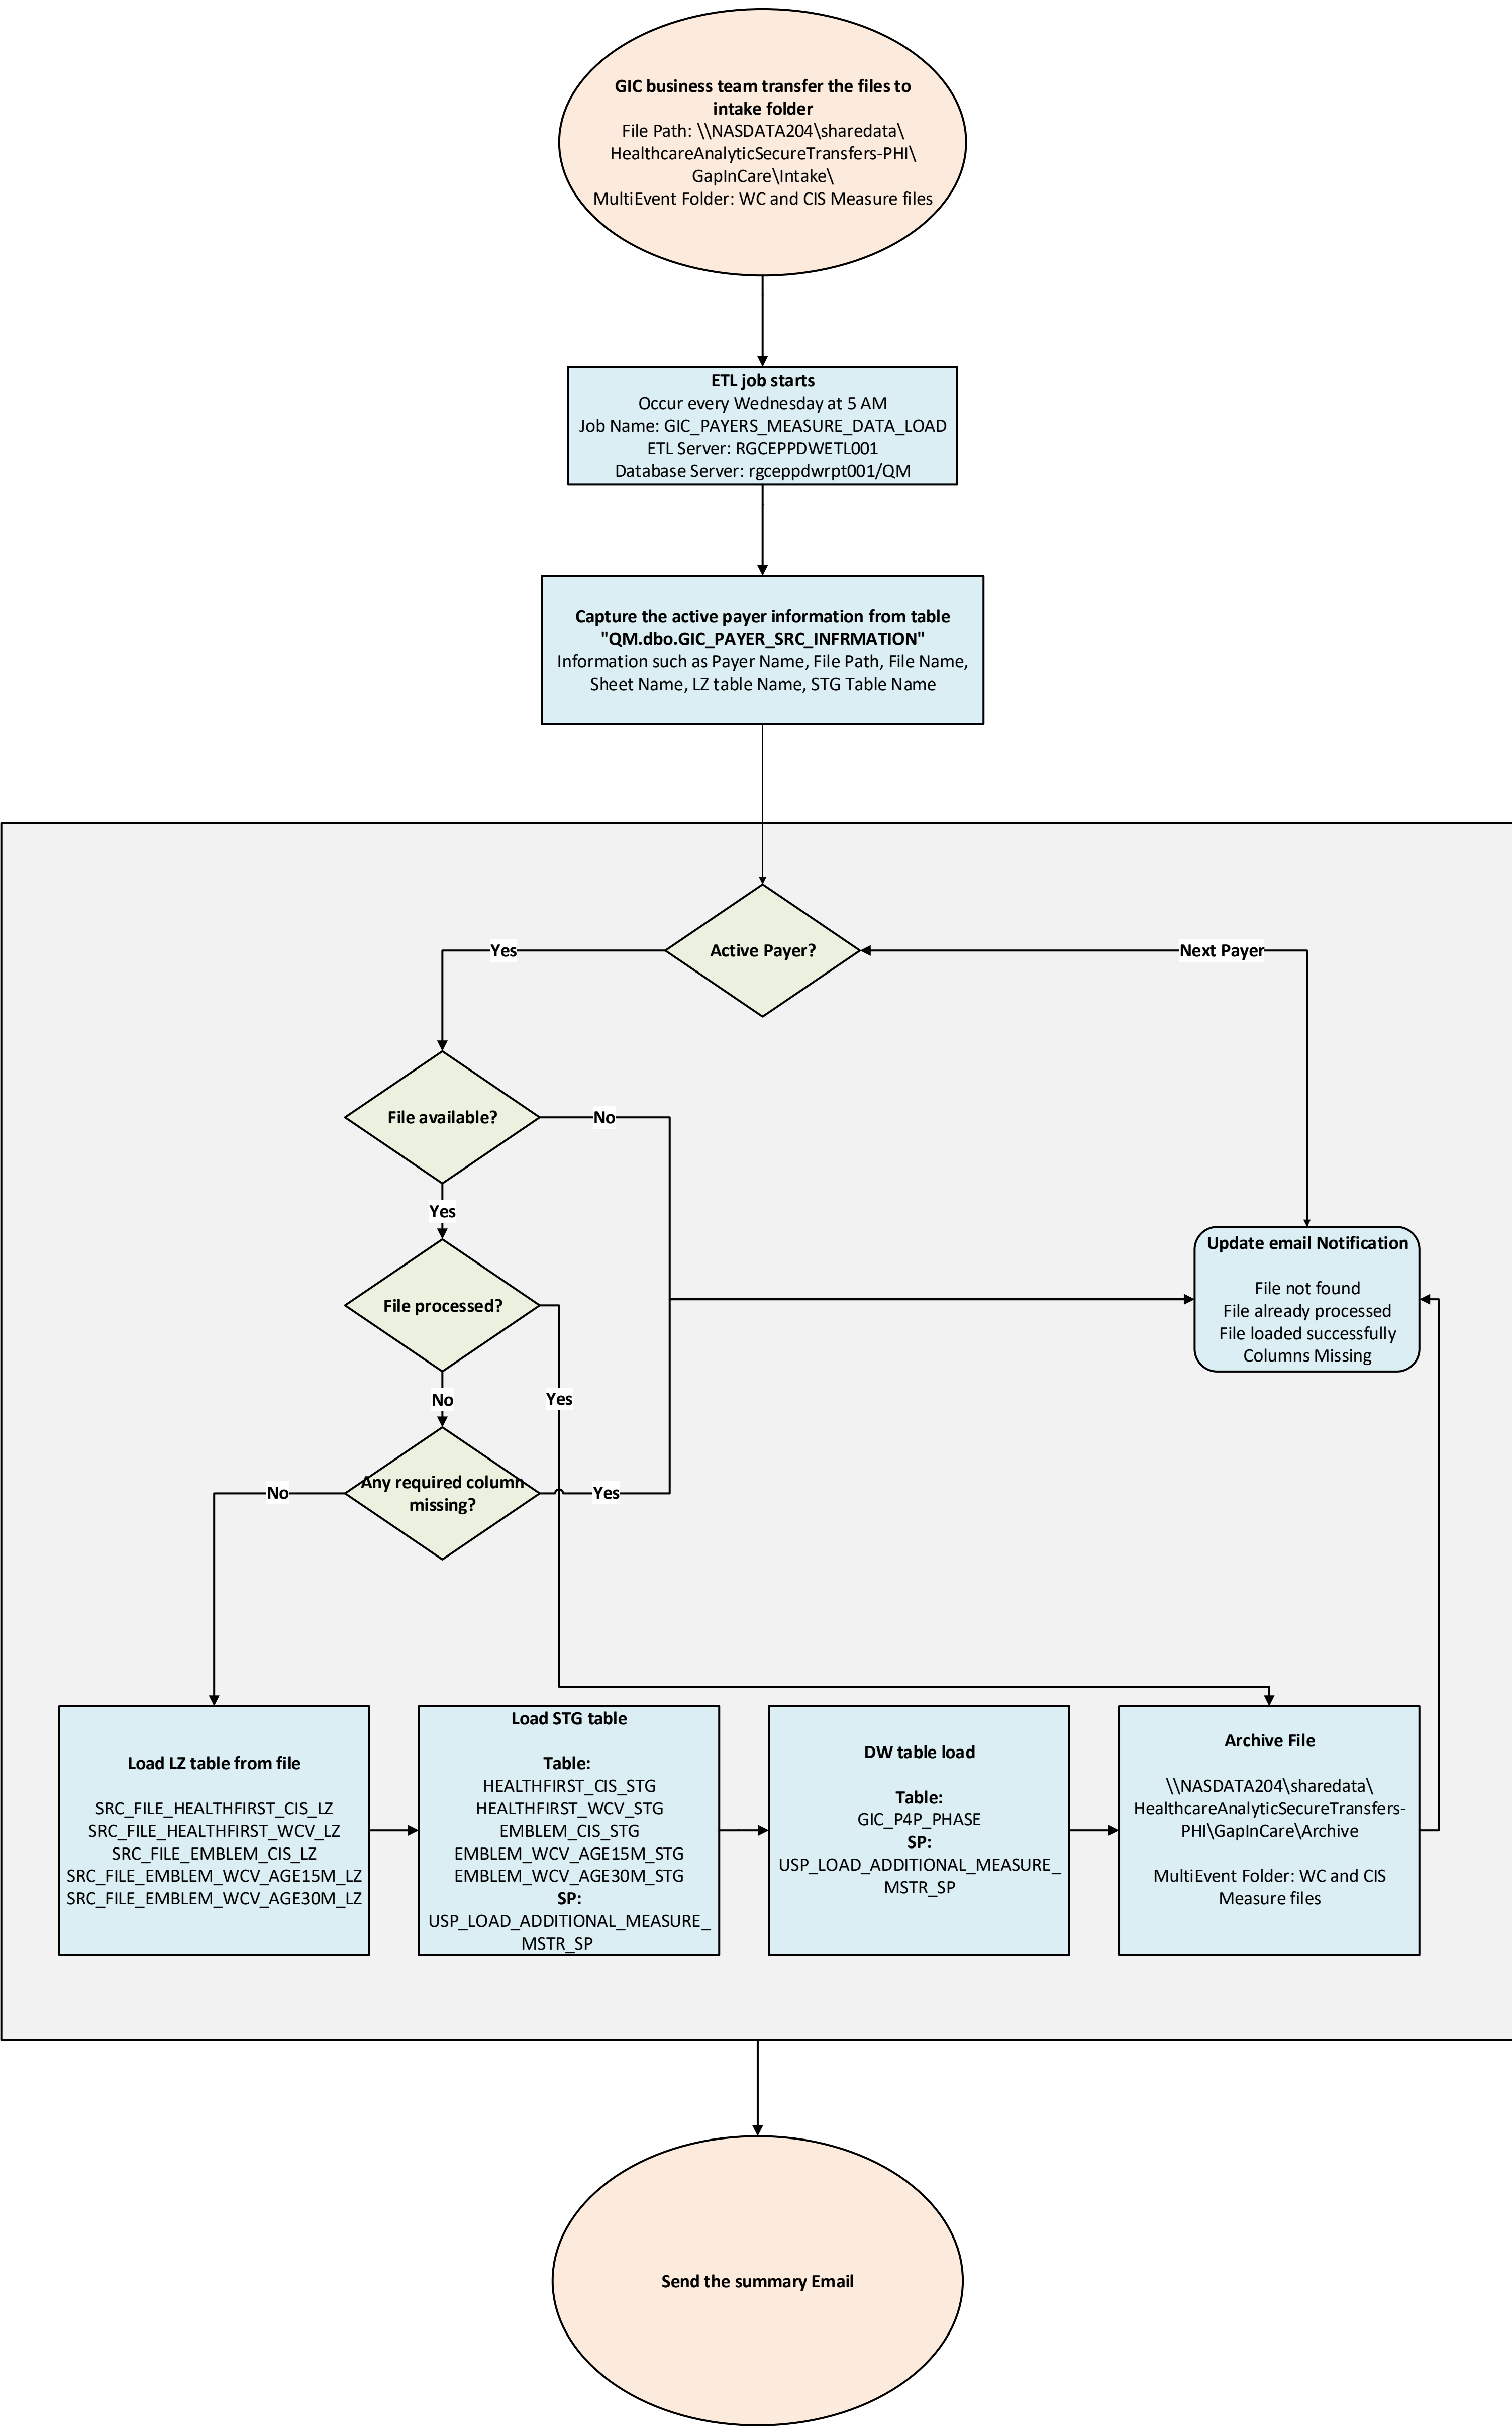 GIC business team transfer the files to
intake folder
File Path: \\NASDATA204\sharedata\
HealthcareAnalyticSecureTransfers-PHI\
GapInCare\Intake\
MultiEvent Folder: WC and CIS Measure files
ETL job starts
Occur every Wednesday at 5 AM
Job Name: GIC_PAYERS_MEASURE_DATA_LOAD
ETL Server: RGCEPPDWETL001
Database Server: rgceppdwrpt001/QM
Capture the active payer information from table
"QM.dbo.GIC_PAYER_SRC_INFRMATION"
Information such as Payer Name, File Path, File Name,
Sheet Name, LZ table Name, STG Table Name
Yes
Active Payer?
Next Payer
File available?
No
Yes
Update email Notification
File not found
File already processed
File loaded successfully
Columns Missing
File processed?
No
Yes
No
Any required column
missing?
Yes
Load LZ table from file
SRC_FILE_HEALTHFIRST_CIS_LZ
SRC_FILE_HEALTHFIRST_WCV_LZ
SRC_FILE_EMBLEM_CIS_LZ
SRC_FILE_EMBLEM_WCV_AGE15M_LZ
SRC_FILE_EMBLEM_WCV_AGE30M_LZ
Load STG table
Table:
HEALTHFIRST_CIS_STG
HEALTHFIRST_WCV_STG
EMBLEM_CIS_STG
EMBLEM_WCV_AGE15M_STG
EMBLEM_WCV_AGE30M_STG
SP:
USP_LOAD_ADDITIONAL_MEASURE_
MSTR_SP
DW table load
Table:
GIC_P4P_PHASE
SP:
USP_LOAD_ADDITIONAL_MEASURE_
MSTR_SP
Archive File
\\NASDATA204\sharedata\
HealthcareAnalyticSecureTransfers-
PHI\GapInCare\Archive
MultiEvent Folder: WC and CIS
Measure files
Send the summary Email